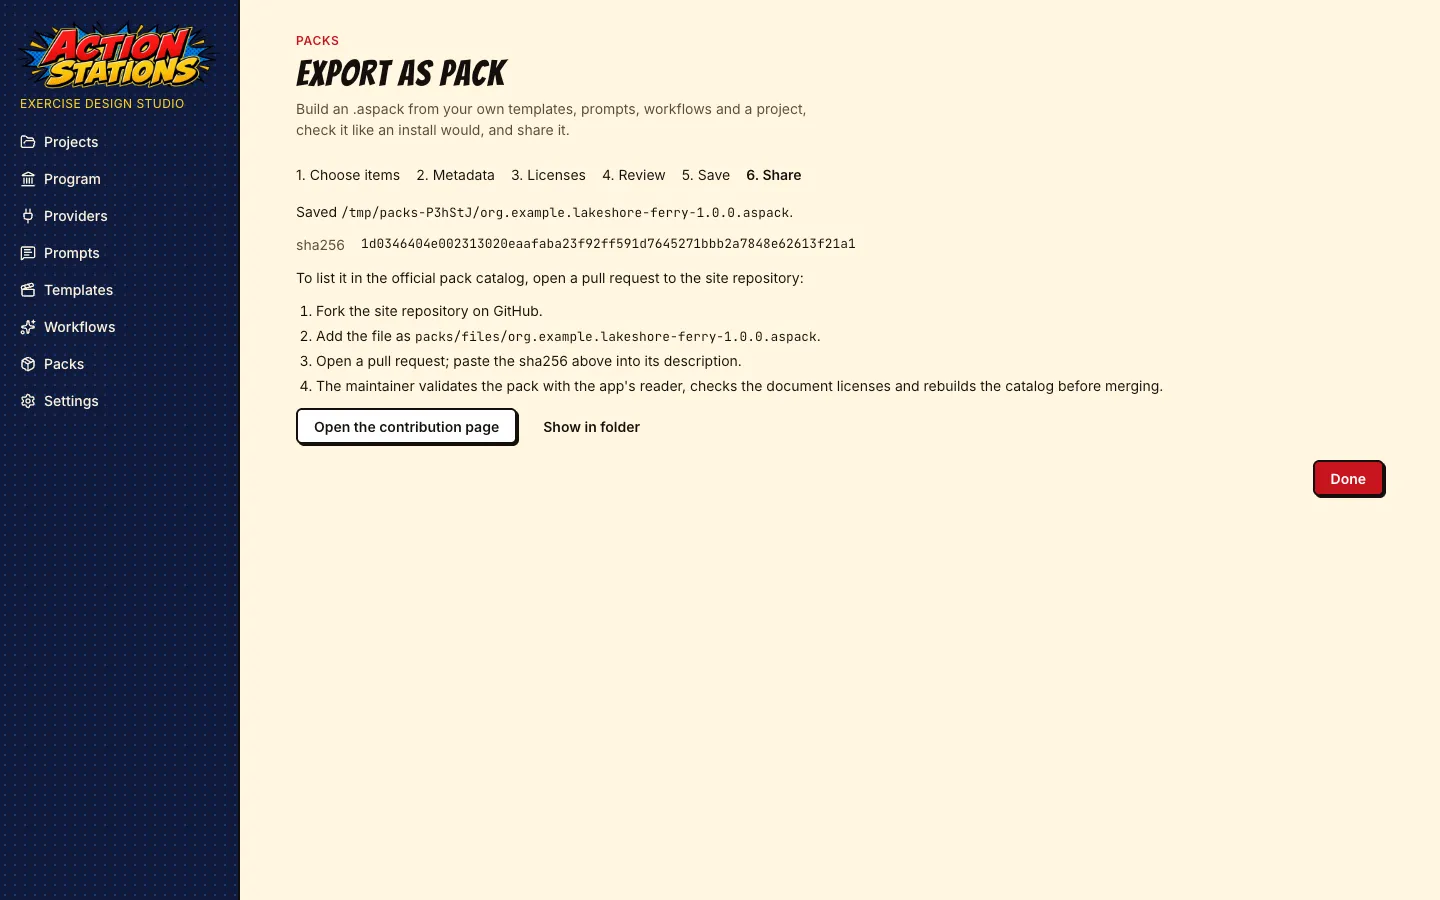 ACTION
STATIONS
EXERCISE DESIGN STUDIO
Projects
Program
Providers
Prompts
Templates
Workflows
Packs
Settings
PACKS
EXPORT AS PACK
Build an .aspack from your own templates, prompts, workflows and a project,
check it like an install would, and share it.
1. Choose items 2. Metadata 3. Licenses 4. Review 5. Save 6. Share
Saved /tmp/packs-P3hStJ/org.example.lakeshore-ferry-1.0.0.aspack.
sha256 1d0346404e002313020eaafaba23f92ff591d7645271bbb2a7848e62613f21a1
To list it in the official pack catalog, open a pull request to the site repository:
1. Fork the site repository on GitHub.
2. Add the file as packs/files/org.example.lakeshore-ferry-1.0.0.aspack.
3. Open a pull request; paste the sha256 above into its description.
4. The maintainer validates the pack with the app's reader, checks the document licenses and rebuilds the catalog before merging.
Open the contribution page Show in folder
Done